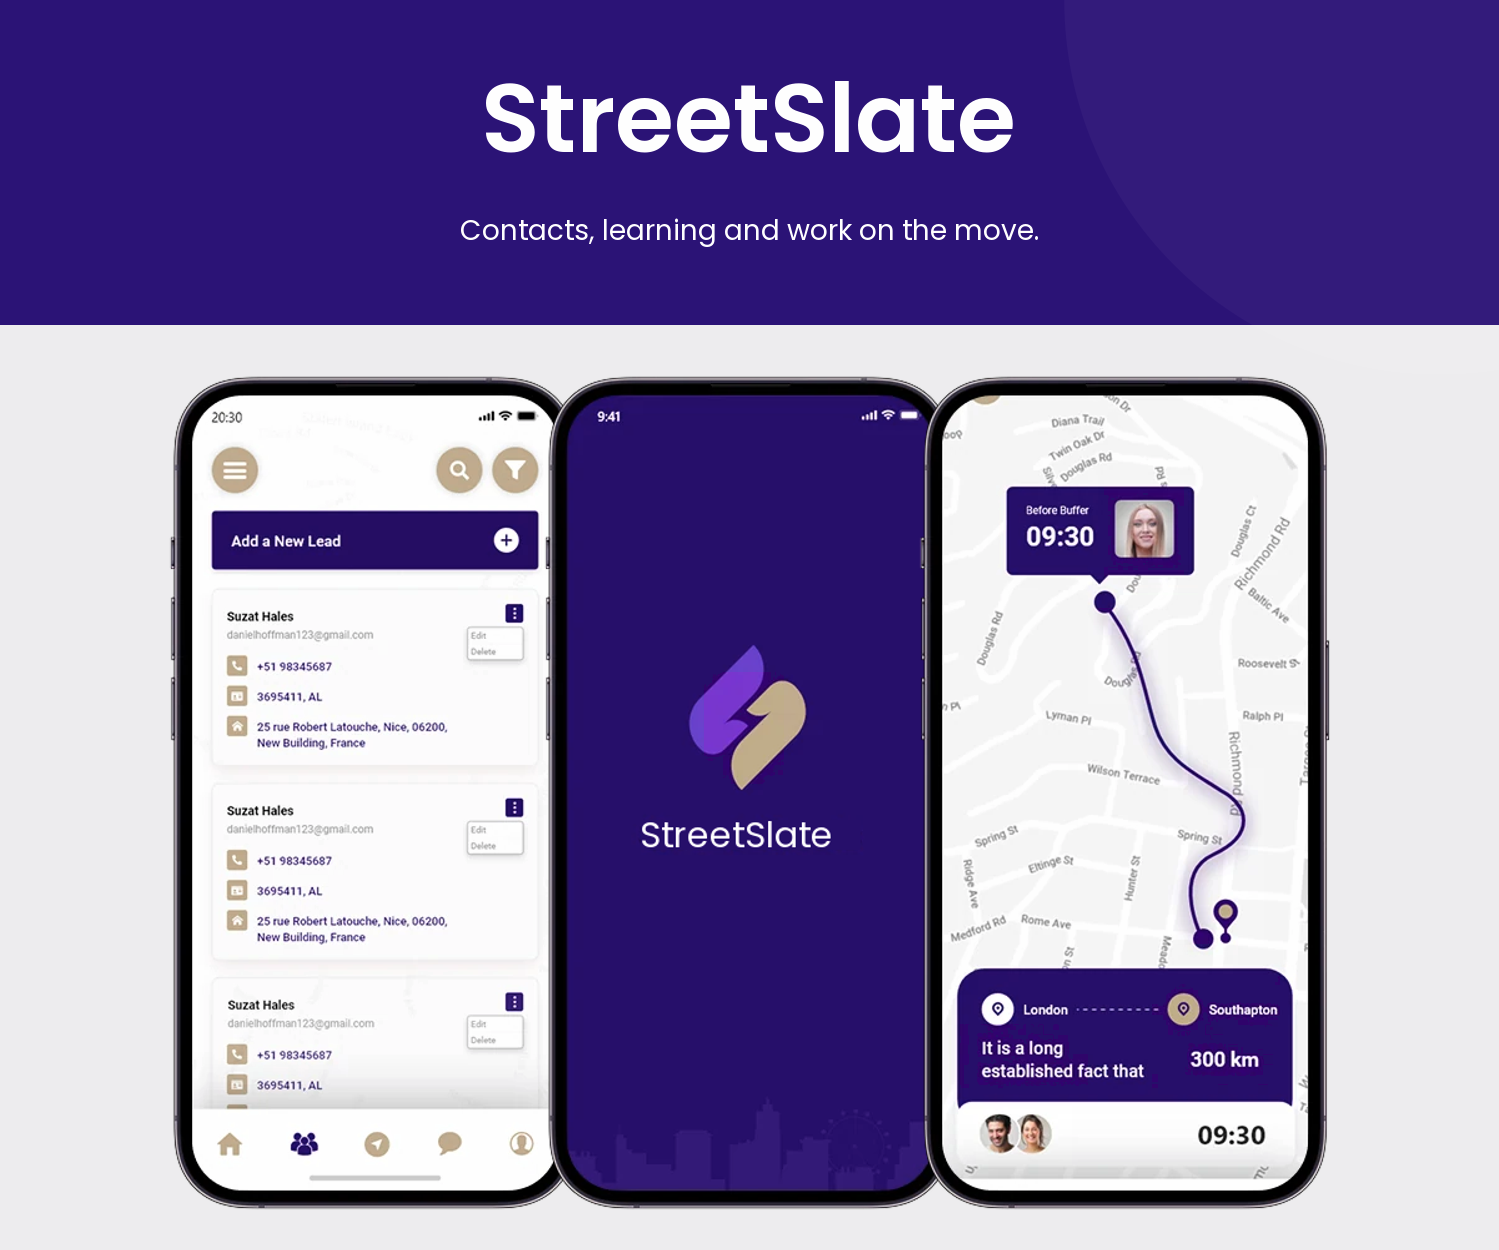 StreetSlate
Contacts, learning and work on the move.
20:30
Add a New Lead
Suzat Hales
danielhoffman123@gmail.com
Edit
Delete
+51 98345687
3695411, AL
25 rue Robert Latouche, Nice, 06200,
New Building, France
Suzat Hales
danielhoffman123@gmail.com
Edit
Delete
+51 98345687
3695411, AL
25 rue Robert Latouche, Nice, 06200,
New Building, France
Suzat Hales
danielhoffman123@gmail.com
Edit
Delete
+51 98345687
3695411, AL
9:41
StreetSlate
Diana Trail
Twin Oak Dr
Douglas Rd
Before Buffer
09:30
Douglas Ct
Richmond Rd
Baltic Ave
Douglas Rd
Roosevelt St
Douglas Rd
Lyman Pl
Ralph Pl
Richmond Rd
Wilson Terrace
Spring St
Spring St
Eltinge St
Hunter St
Ridge Ave
Medford Rd
Rome Ave
London
Southapton
It is a long
established fact that
300 km
09:30